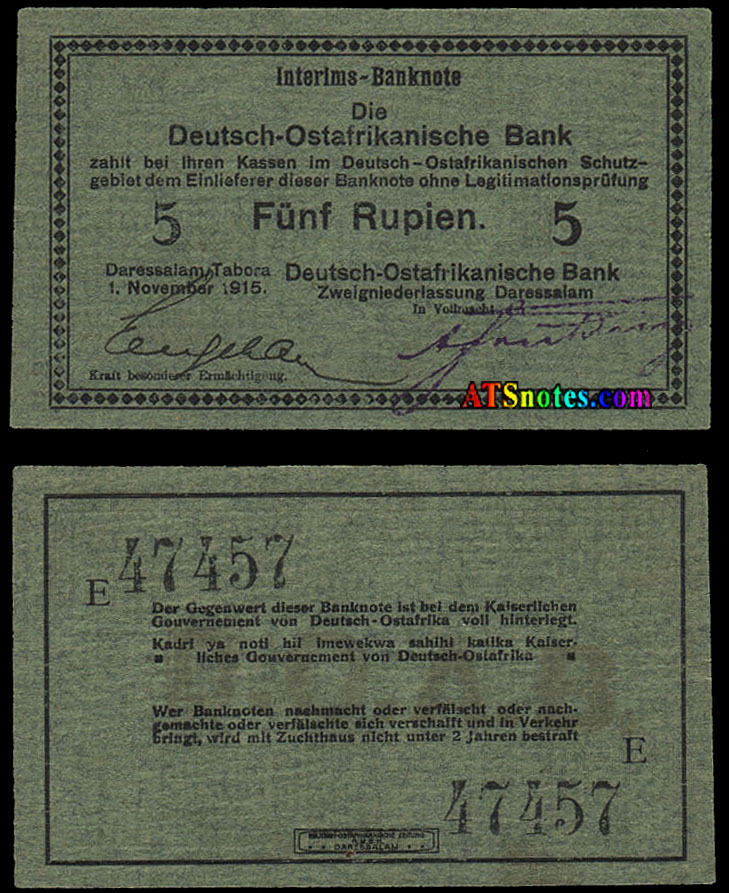 Interims-Banknote
Die
Deutsch-Ostafrikanische Bank
zahlt bei ihren Kassen im Deutsch-Ostafrikanischen Schutz-
gebiet dem Einlieferer dieser Banknote ohne Legitimationsprüfung
5 Fünf Rupien. 5
Daressalam/Tabora
1. November 1915.
Deutsch-Ostafrikanische Bank
Zweigniederlassung Daressalam
In Vollmacht
Kraft besonderer Ermächtigung.
ATSnotes.com
E 47457
Der Gegenwert dieser Banknote ist bei dem Kaiserlichen
Gouvernement von Deutsch-Ostafrika voll hinterlegt.
Kadri ya noti hii imewekwa sahihi katika Kaiser-
liches Gouvernement von Deutsch-Ostafrika
Wer Banknoten nachmacht oder verfälscht oder nach-
gemachte oder verfälschte sich verschafft und in Verkehr
bringt, wird mit Zuchthaus nicht unter 2 Jahren bestraft
E
47457
DEUTSCH-OSTAFRIKANISCHE ZEITUNG
DARESSALAM